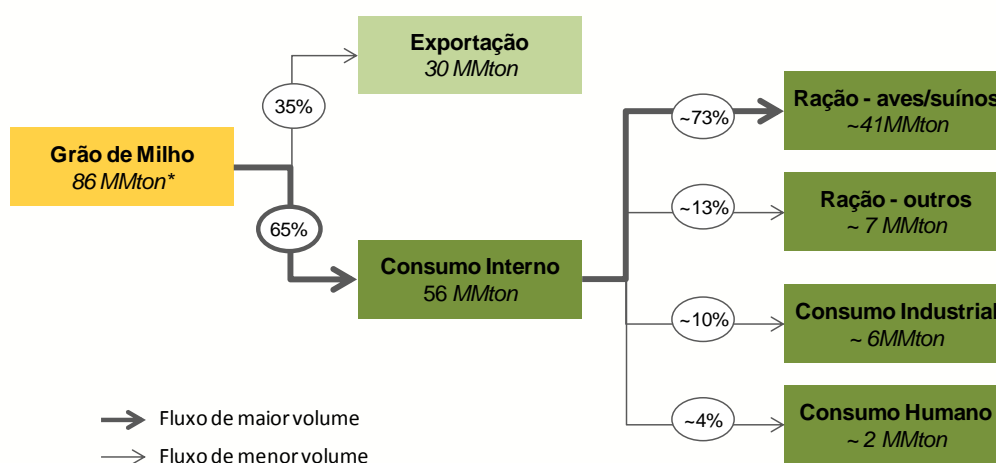 Exportação
30 MMton
35%
Grão de Milho
86 MMton*
65%
Consumo Interno
56 MMton
~73%
Ração - aves/suínos
~41MMton
~13%
Ração - outros
~ 7 MMton
~10%
Consumo Industrial
~ 6MMton
~4%
Consumo Humano
~ 2 MMton
Fluxo de maior volume
Fluxo de menor volume